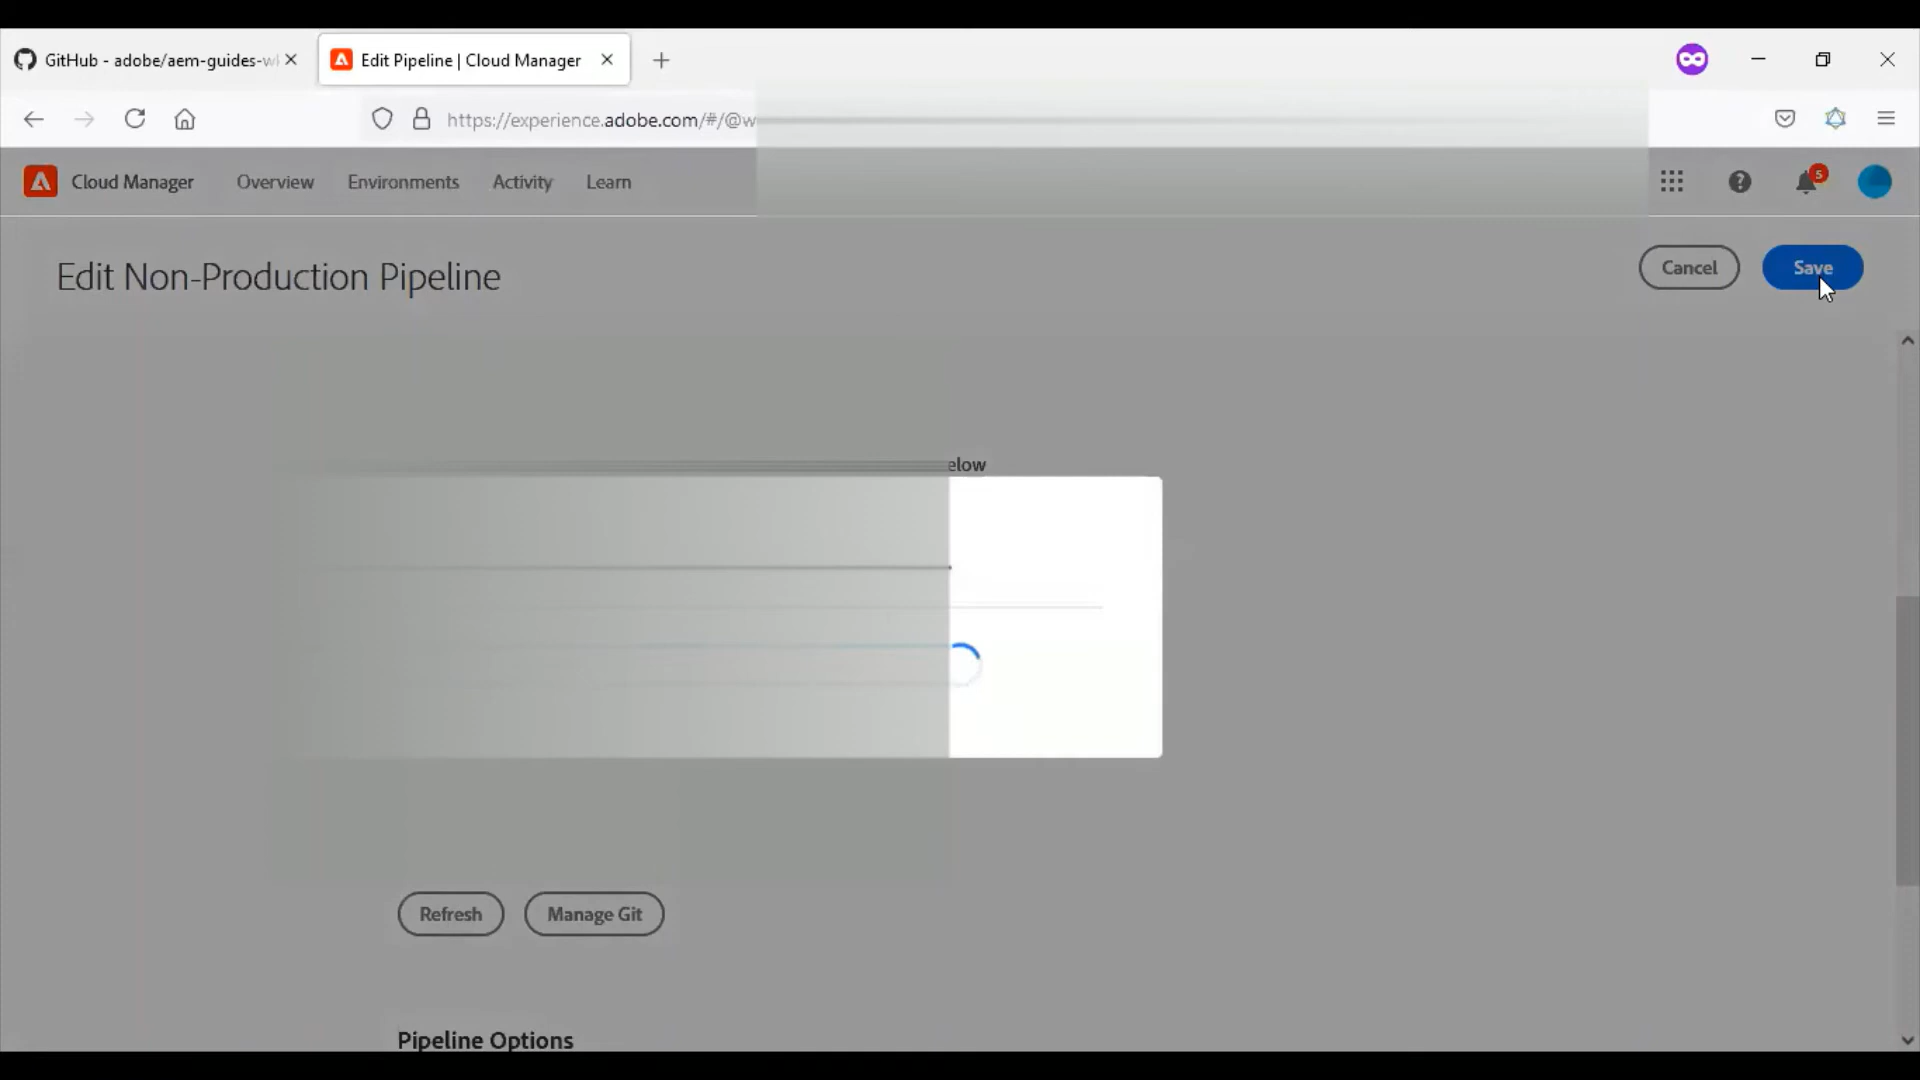 GitHub - adobe/aem-guides-w
Edit Pipeline | Cloud Manager
https://experience.adobe.com/#/@w
Cloud Manager
Overview
Environments
Activity
Learn
5
Edit Non-Production Pipeline
Cancel
Save
elow
Refresh
Manage Git
Pipeline Options